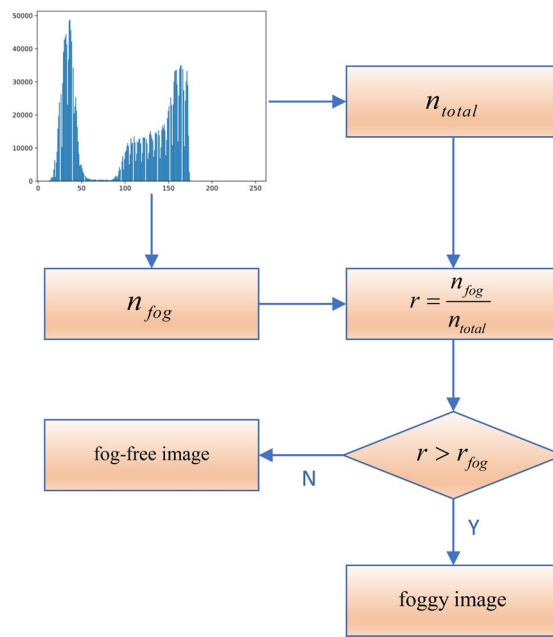 50000
40000
30000
20000
10000
0
0 50 100 150 200 250
n_total
n_fog
r = n_fog / n_total
fog-free image
N
r > r_fog
Y
foggy image